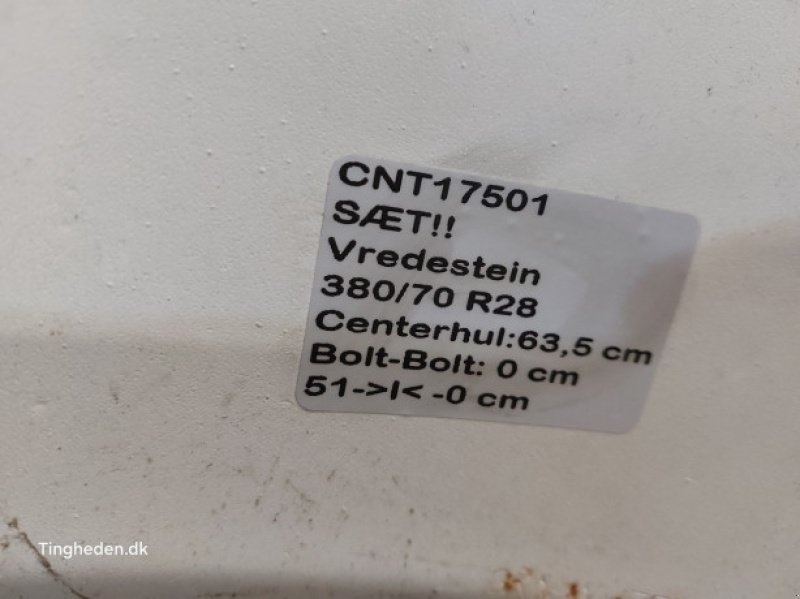 CNT17501
SÆT!!
Vredestein
380/70 R28
Centerhul:63,5 cm
Bolt-Bolt: 0 cm
51->I< -0 cm
Tingheden.dk